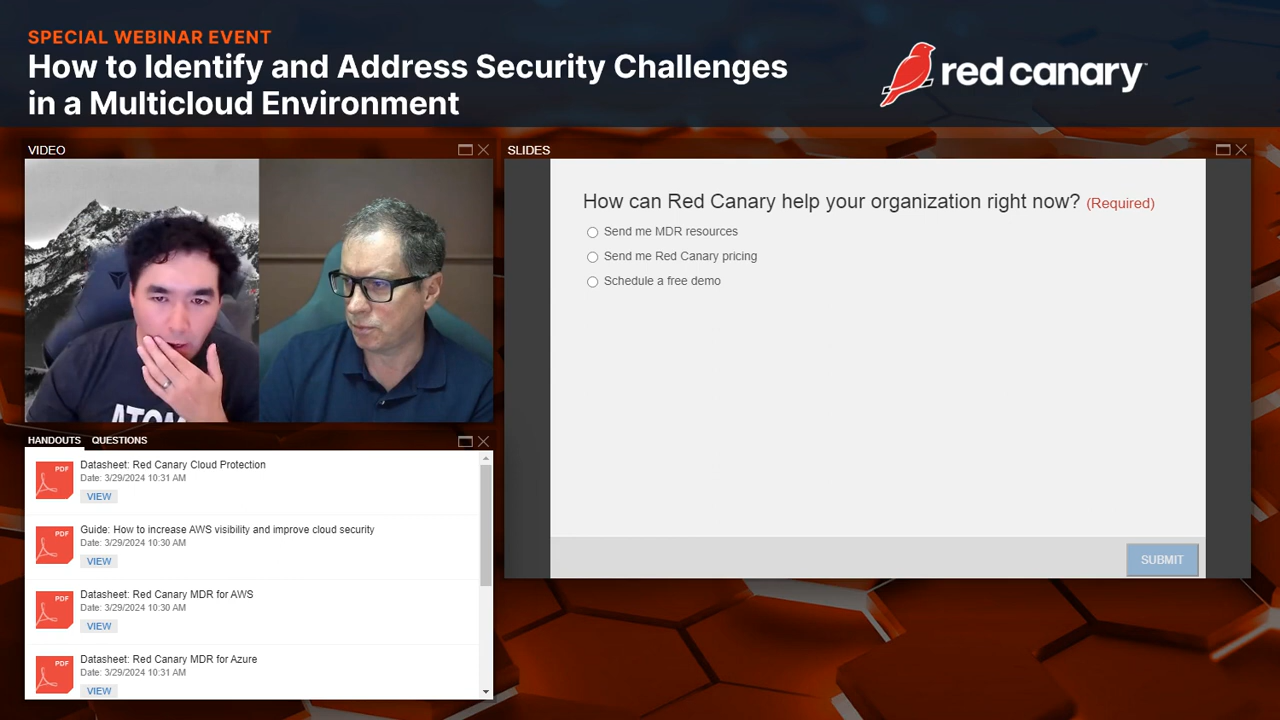 SPECIAL WEBINAR EVENT
How to Identify and Address Security Challenges
in a Multicloud Environment
red canary
VIDEO
SLIDES
How can Red Canary help your organization right now? (Required)
Send me MDR resources
Send me Red Canary pricing
Schedule a free demo
SUBMIT
HANDOUTS QUESTIONS
PDF
Datasheet: Red Canary Cloud Protection
Date: 3/29/2024 10:31 AM
VIEW
PDF
Guide: How to increase AWS visibility and improve cloud security
Date: 3/29/2024 10:30 AM
VIEW
PDF
Datasheet: Red Canary MDR for AWS
Date: 3/29/2024 10:30 AM
VIEW
PDF
Datasheet: Red Canary MDR for Azure
Date: 3/29/2024 10:31 AM
VIEW